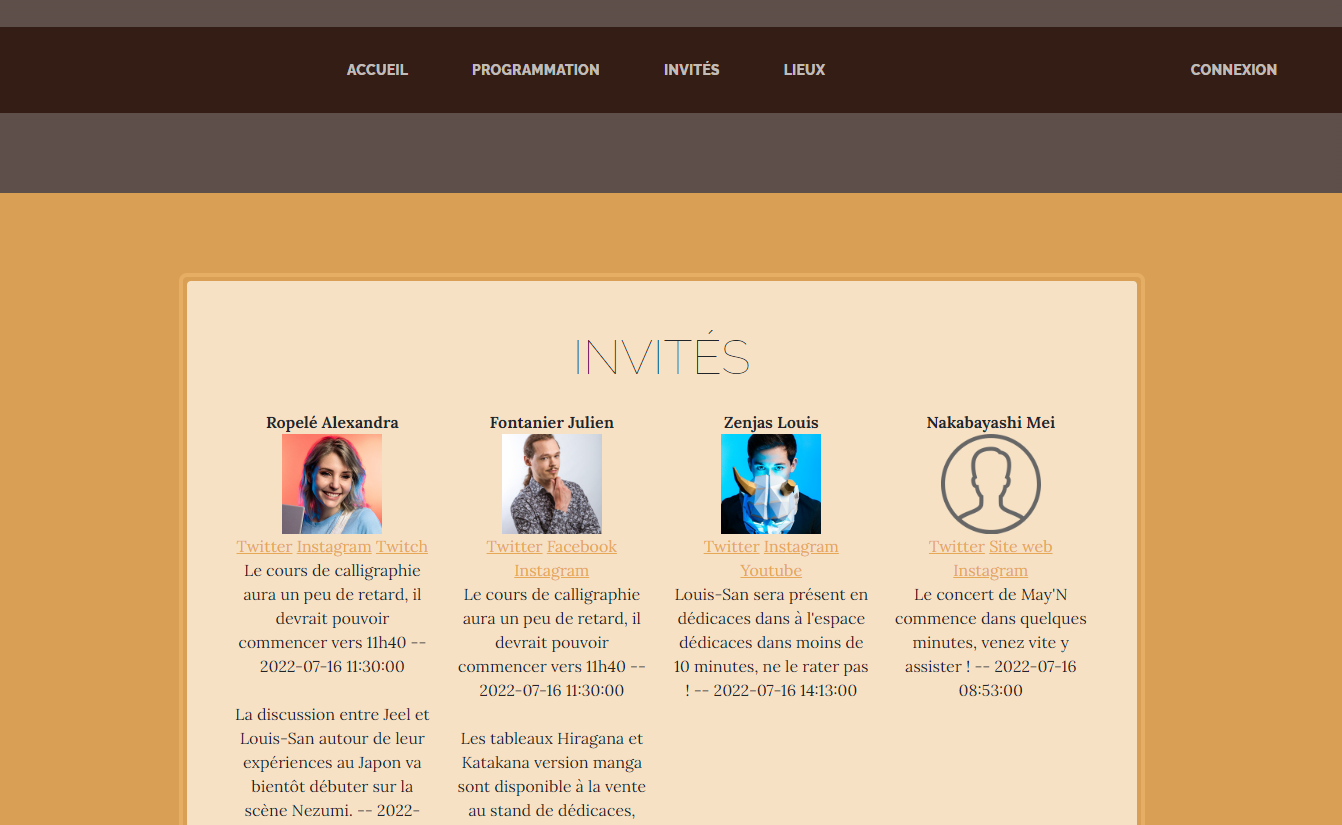 ACCUEIL PROGRAMMATION INVITÉS LIEUX CONNEXION
INVITÉS
Ropelé Alexandra
Twitter Instagram Twitch
Le cours de calligraphie
aura un peu de retard, il
devrait pouvoir
commencer vers 11h40 --
2022-07-16 11:30:00
La discussion entre Jeel et
Louis-San autour de leur
expériences au Japon va
bientôt débuter sur la
scène Nezumi. -- 2022-
Fontanier Julien
Twitter Facebook
Instagram
Le cours de calligraphie
aura un peu de retard, il
devrait pouvoir
commencer vers 11h40 --
2022-07-16 11:30:00
Les tableaux Hiragana et
Katakana version manga
sont disponible à la vente
au stand de dédicaces,
Zenjas Louis
Twitter Instagram
Youtube
Louis-San sera présent en
dédicaces dans à l'espace
dédicaces dans moins de
10 minutes, ne le rater pas
! -- 2022-07-16 14:13:00
Nakabayashi Mei
Twitter Site web
Instagram
Le concert de May'N
commence dans quelques
minutes, venez vite y
assister ! -- 2022-07-16
08:53:00